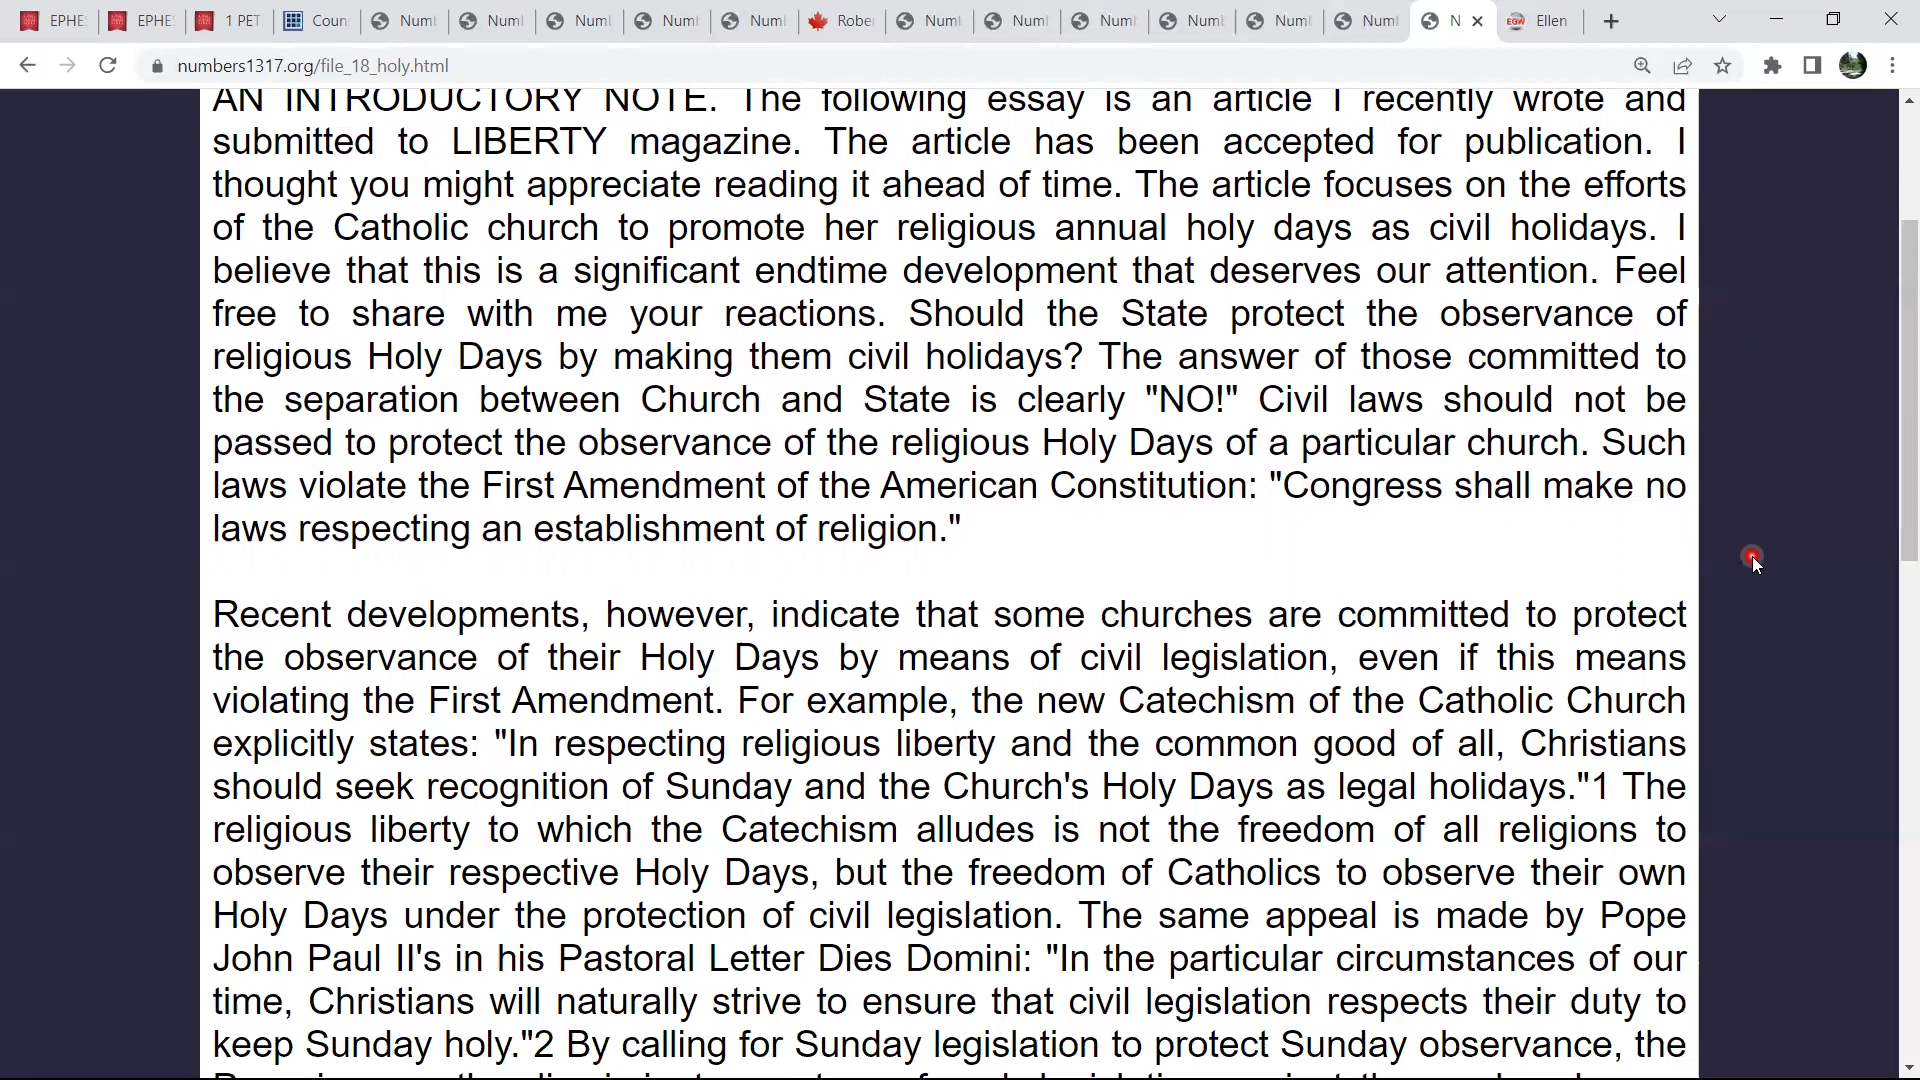 EPHE
EPHE
1 PET
Coun
Numb
Numb
Numb
Numb
Numb
Rober
Numb
Numb
Numb
Numb
Numb
Numb
N
EGW Ellen
numbers1317.org/file_18_holy.html
AN INTRODUCTORY NOTE. The following essay is an article I recently wrote and
submitted to LIBERTY magazine. The article has been accepted for publication. I
thought you might appreciate reading it ahead of time. The article focuses on the efforts
of the Catholic church to promote her religious annual holy days as civil holidays. I
believe that this is a significant endtime development that deserves our attention. Feel
free to share with me your reactions. Should the State protect the observance of
religious Holy Days by making them civil holidays? The answer of those committed to
the separation between Church and State is clearly "NO!" Civil laws should not be
passed to protect the observance of the religious Holy Days of a particular church. Such
laws violate the First Amendment of the American Constitution: "Congress shall make no
laws respecting an establishment of religion."
Recent developments, however, indicate that some churches are committed to protect
the observance of their Holy Days by means of civil legislation, even if this means
violating the First Amendment. For example, the new Catechism of the Catholic Church
explicitly states: "In respecting religious liberty and the common good of all, Christians
should seek recognition of Sunday and the Church's Holy Days as legal holidays."1 The
religious liberty to which the Catechism alludes is not the freedom of all religions to
observe their respective Holy Days, but the freedom of Catholics to observe their own
Holy Days under the protection of civil legislation. The same appeal is made by Pope
John Paul II's in his Pastoral Letter Dies Domini: "In the particular circumstances of our
time, Christians will naturally strive to ensure that civil legislation respects their duty to
keep Sunday holy."2 By calling for Sunday legislation to protect Sunday observance, the